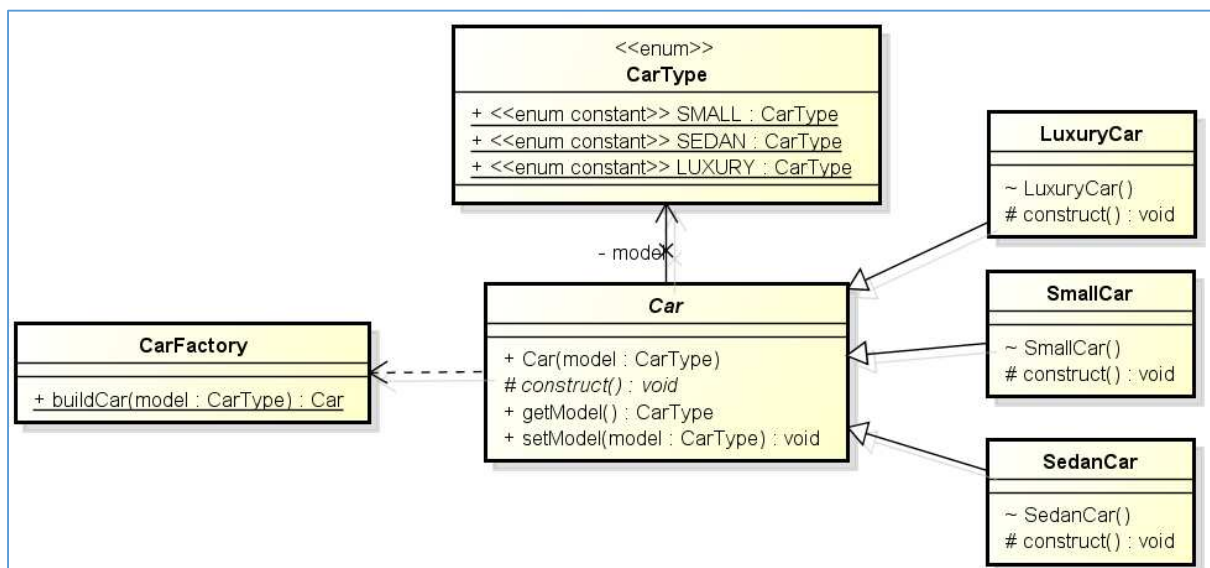 <<enum>>
CarType
+ <<enum constant>> SMALL : CarType
+ <<enum constant>> SEDAN : CarType
+ <<enum constant>> LUXURY : CarType
LuxuryCar
~ LuxuryCar()
# construct() : void
- model
Car
+ Car(model : CarType)
# construct() : void
+ getModel() : CarType
+ setModel(model : CarType) : void
SmallCar
~ SmallCar()
# construct() : void
CarFactory
+ buildCar(model : CarType) : Car
SedanCar
~ SedanCar()
# construct() : void